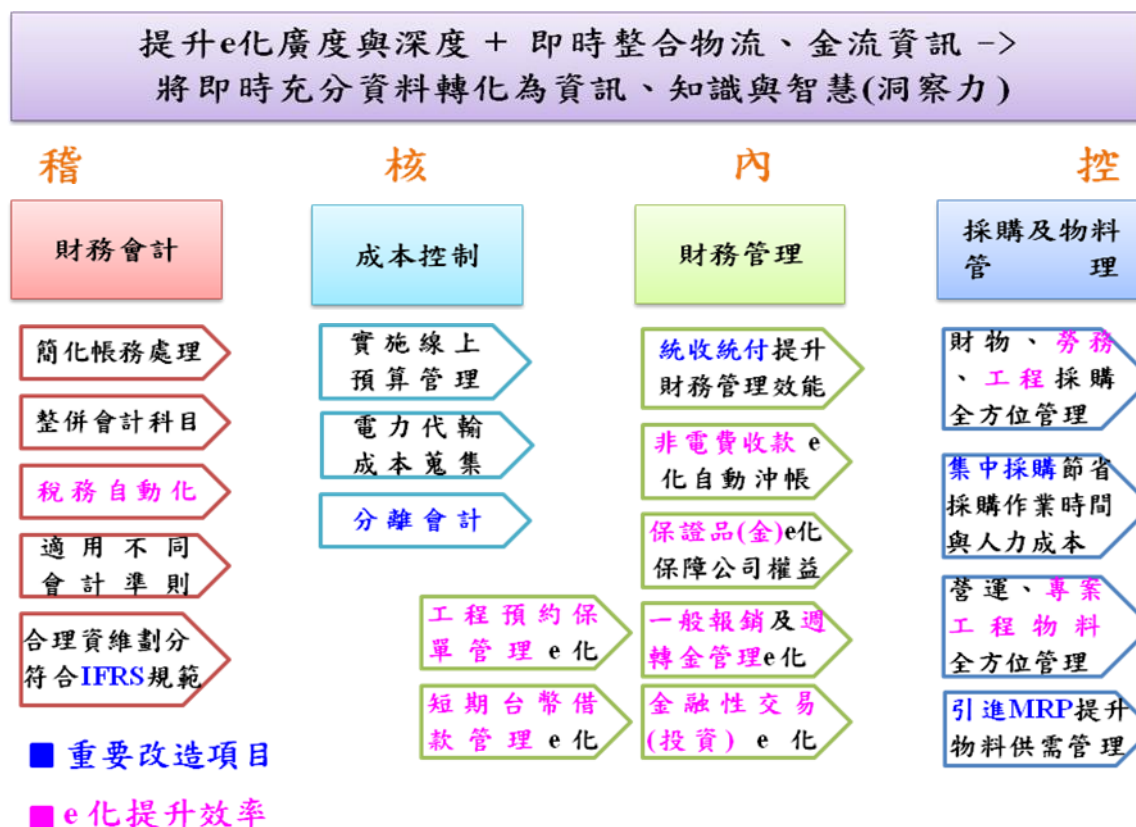 提升e化廣度與深度 + 即時整合物流、金流資訊 ->
將即時充分資料轉化為資訊、知識與智慧(洞察力)
稽 核 內 控
財務會計
簡化帳務處理
整併會計科目
稅務自動化
適用不同
會計準則
合理資維劃分
符合IFRS規範
成本控制
實施線上
預算管理
電力代輸
成本蒐集
分離會計
財務管理
統收統付提升
財務管理效能
非電費收款 e
化自動沖帳
保證品(金)e化
保障公司權益
工程預約保
單管理 e 化
一般報銷及週
轉金管理e化
短期台幣借
款管理 e 化
金融性交易
(投資) e 化
採購及物料
管理
財物、勞務
、工程採購
全方位管理
集中採購節省
採購作業時間
與人力成本
營運、專案
工程物料
全方位管理
引進MRP提升
物料供需管理
重要改造項目
e 化提升效率